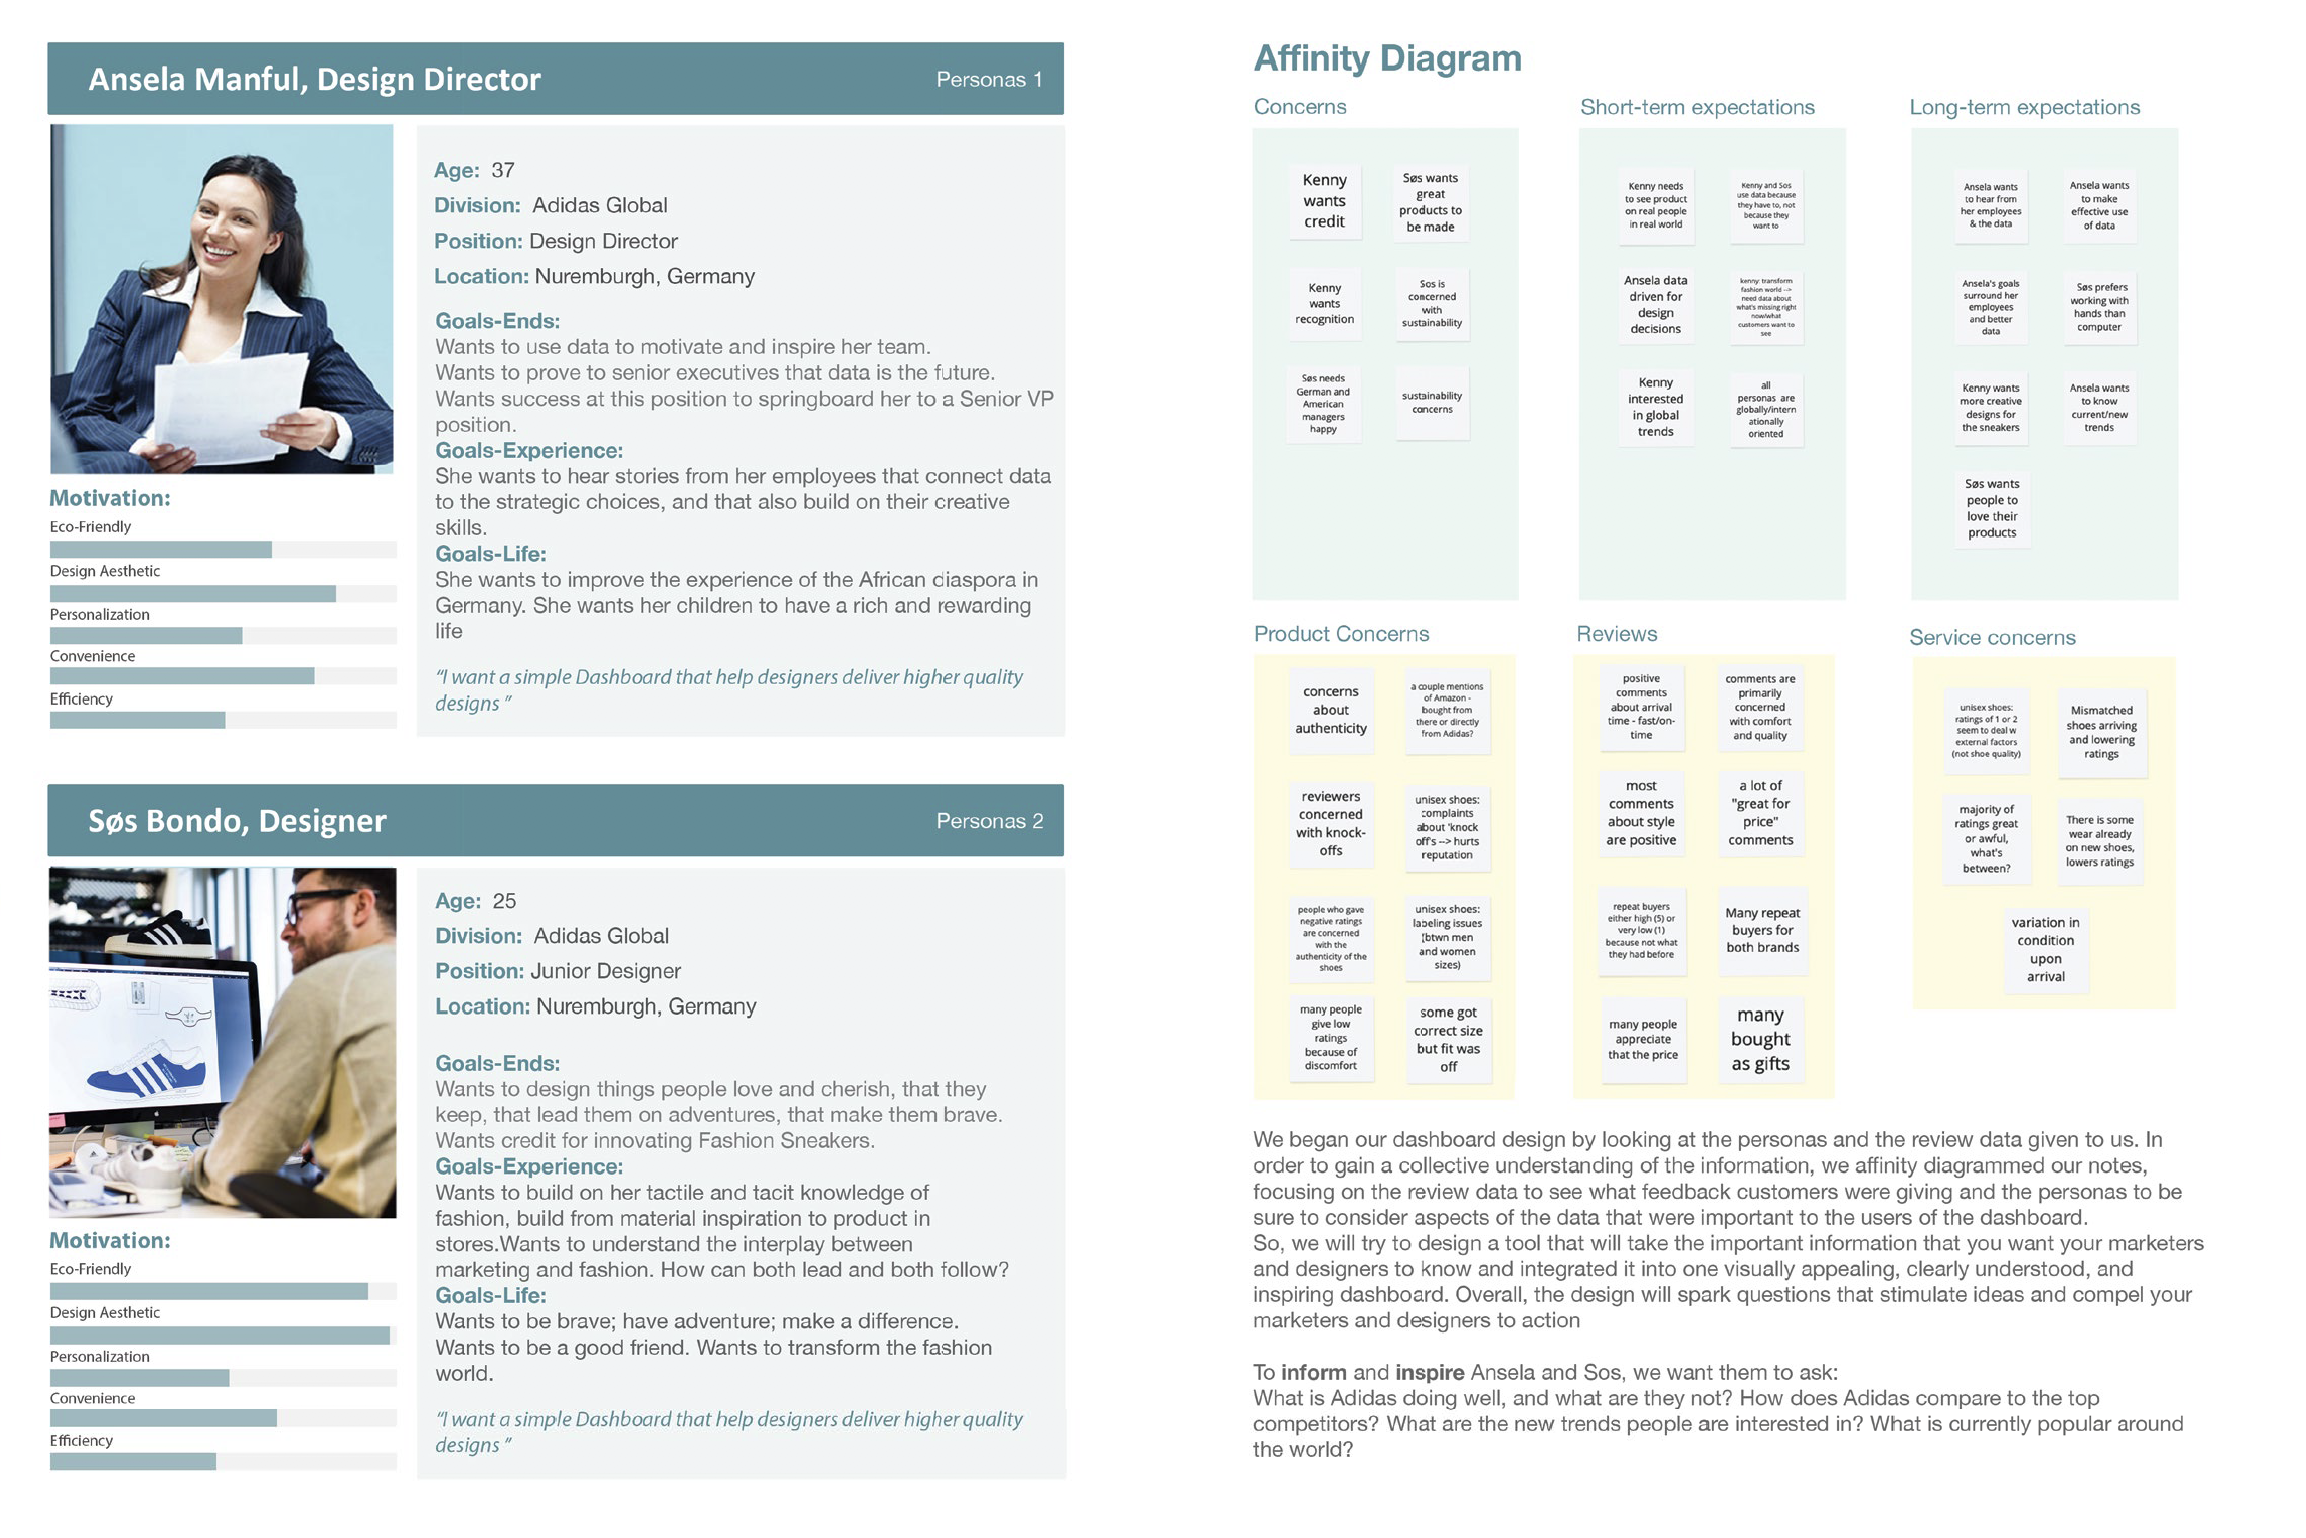 Ansela Manful, Design Director
Personas 1
Age: 37
Division: Adidas Global
Position: Design Director
Location: Nuremburgh, Germany
Goals-Ends:
Wants to use data to motivate and inspire her team.
Wants to prove to senior executives that data is the future.
Wants success at this position to springboard her to a Senior VP
position.
Goals-Experience:
She wants to hear stories from her employees that connect data
to the strategic choices, and that also build on their creative
skills.
Goals-Life:
She wants to improve the experience of the African diaspora in
Germany. She wants her children to have a rich and rewarding
life
“I want a simple Dashboard that help designers deliver higher quality
designs ”
Motivation:
Eco-Friendly
Design Aesthetic
Personalization
Convenience
Efficiency
Søs Bondo, Designer
Personas 2
Age: 25
Division: Adidas Global
Position: Junior Designer
Location: Nuremburgh, Germany
Goals-Ends:
Wants to design things people love and cherish, that they
keep, that lead them on adventures, that make them brave.
Wants credit for innovating Fashion Sneakers.
Goals-Experience:
Wants to build on her tactile and tacit knowledge of
fashion, build from material inspiration to product in
stores.Wants to understand the interplay between
marketing and fashion. How can both lead and both follow?
Goals-Life:
Wants to be brave; have adventure; make a difference.
Wants to be a good friend. Wants to transform the fashion
world.
“I want a simple Dashboard that help designers deliver higher quality
designs ”
Motivation:
Eco-Friendly
Design Aesthetic
Personalization
Convenience
Efficiency
Affinity Diagram
Concerns
Kenny
wants
credit
Søs wants
great
products to
be made
Kenny
wants
recognition
Sos is
concerned
with
sustainability
Søs needs
German and
American
managers
happy
sustainability
concerns
Short-term expectations
Kenny needs
to see product
on real people
in real world
Kenny and Sos
use data because
they have to, not
because they
want to
Ansela data
driven for
design
decisions
kenny: transform
fashion world -->
need data about
what's missing right
now/what
customers want to
see
Kenny
interested
in global
trends
all
personas are
globally/intern
ationally
oriented
Long-term expectations
Ansela wants
to hear from
her employees
& the data
Ansela wants
to make
effective use
of data
Ansela's goals
surround her
employees
and better
data
Søs prefers
working with
hands than
computer
Kenny wants
more creative
designs for
the sneakers
Ansela wants
to know
current/new
trends
Søs wants
people to
love their
products
Product Concerns
concerns
about
authenticity
a couple mentions
of Amazon -
bought from
there or directly
from Adidas?
reviewers
concerned
with knock-
offs
unisex shoes:
complaints
about 'knock
off's --> hurts
reputation
people who gave
negative ratings
are concerned
with the
authenticity of the
shoes
unisex shoes:
labeling issues
(btwn men
and women
sizes)
many people
give low
ratings
because of
discomfort
some got
correct size
but fit was
off
Reviews
positive
comments
about arrival
time - fast/on-
time
comments are
primarily
concerned
with comfort
and quality
most
comments
about style
are positive
a lot of
"great for
price"
comments
repeat buyers
either high (5) or
very low (1)
because not what
they had before
Many repeat
buyers for
both brands
many people
appreciate
that the price
many
bought
as gifts
Service concerns
unisex shoes:
ratings of 1 or 2
seem to deal w
external factors
(not shoe quality)
Mismatched
shoes arriving
and lowering
ratings
majority of
ratings great
or awful,
what's
between?
There is some
wear already
on new shoes,
lowers ratings
variation in
condition
upon
arrival
We began our dashboard design by looking at the personas and the review data given to us. In
order to gain a collective understanding of the information, we affinity diagrammed our notes,
focusing on the review data to see what feedback customers were giving and the personas to be
sure to consider aspects of the data that were important to the users of the dashboard.
So, we will try to design a tool that will take the important information that you want your marketers
and designers to know and integrated it into one visually appealing, clearly understood, and
inspiring dashboard. Overall, the design will spark questions that stimulate ideas and compel your
marketers and designers to action
To inform and inspire Ansela and Sos, we want them to ask:
What is Adidas doing well, and what are they not? How does Adidas compare to the top
competitors? What are the new trends people are interested in? What is currently popular around
the world?